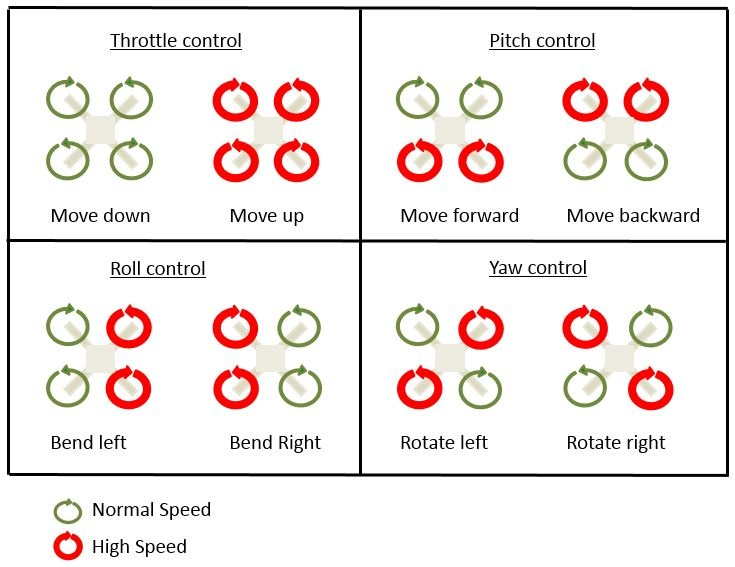 Throttle control
Pitch control
Move down
Move up
Move forward
Move backward
Roll control
Yaw control
Bend left
Bend Right
Rotate left
Rotate right
Normal Speed
High Speed